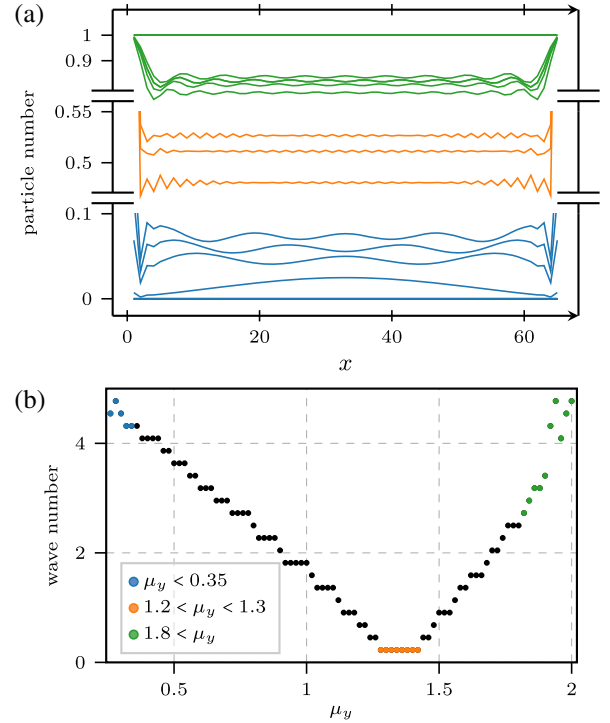 (a)
1
0.9
0.55
0.5
0.1
0
particle number
0
20
40
60
x
(b)
4
2
0
wave number
μy < 0.35
1.2 < μy < 1.3
1.8 < μy
0.5
1
1.5
2
μy